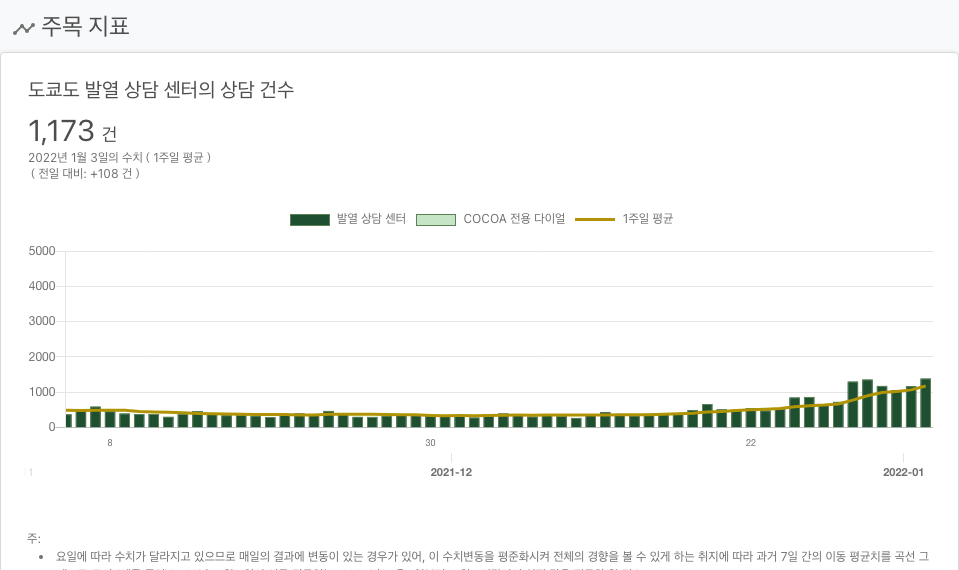 주목 지표
도쿄도 발열 상담 센터의 상담 건수
1,173 건
2022년 1월 3일의 수치 ( 1주일 평균 )
( 전일 대비: +108 건 )
발열 상담 센터 COCOA 전용 다이얼 1주일 평균
5000
4000
3000
2000
1000
0
8 30 22
1 2021-12 2022-01
주:
• 요일에 따라 수치가 달라지고 있으므로 매일의 결과에 변동이 있는 경우가 있어, 이 수치변동을 평준화시켜 전체의 경향을 볼 수 있게 하는 취지에 따라 과거 7일 간의 이동 평균치를 곡선 그